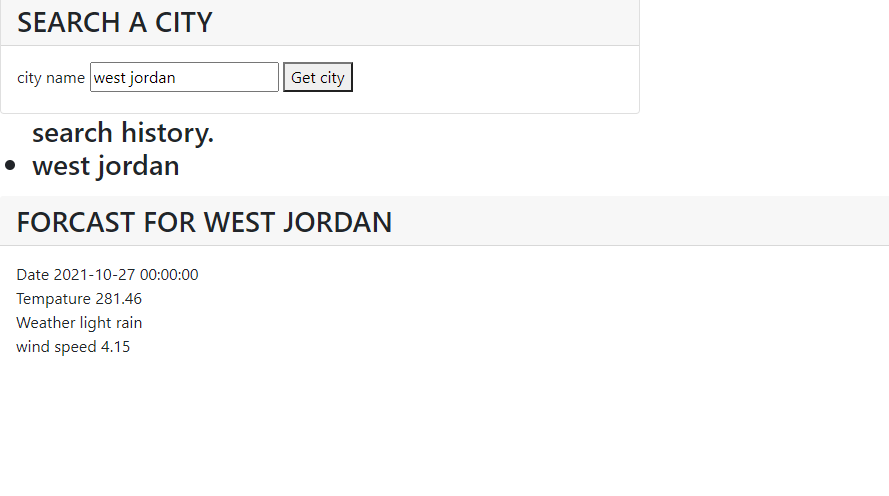 SEARCH A CITY
city name west jordan Get city
search history.
west jordan
FORCAST FOR WEST JORDAN
Date 2021-10-27 00:00:00
Tempature 281.46
Weather light rain
wind speed 4.15